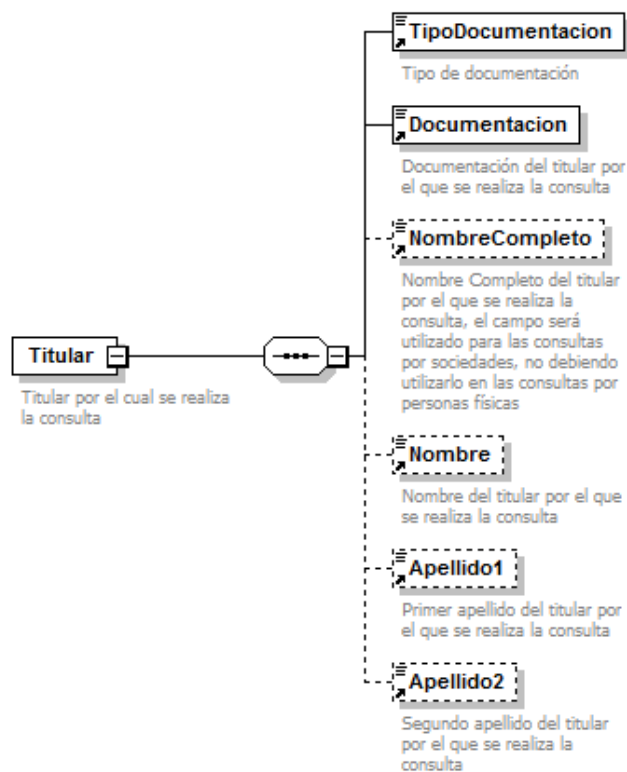 TipoDocumentacion
Tipo de documentación
Documentacion
Documentación del titular por
el que se realiza la consulta
NombreCompleto
Nombre Completo del titular
por el que se realiza la
consulta, el campo será
utilizado para las consultas
por sociedades, no debiendo
utilizarlo en las consultas por
personas físicas
Titular
Titular por el cual se realiza
la consulta
Nombre
Nombre del titular por el que
se realiza la consulta
Apellido1
Primer apellido del titular por
el que se realiza la consulta
Apellido2
Segundo apellido del titular
por el que se realiza la
consulta